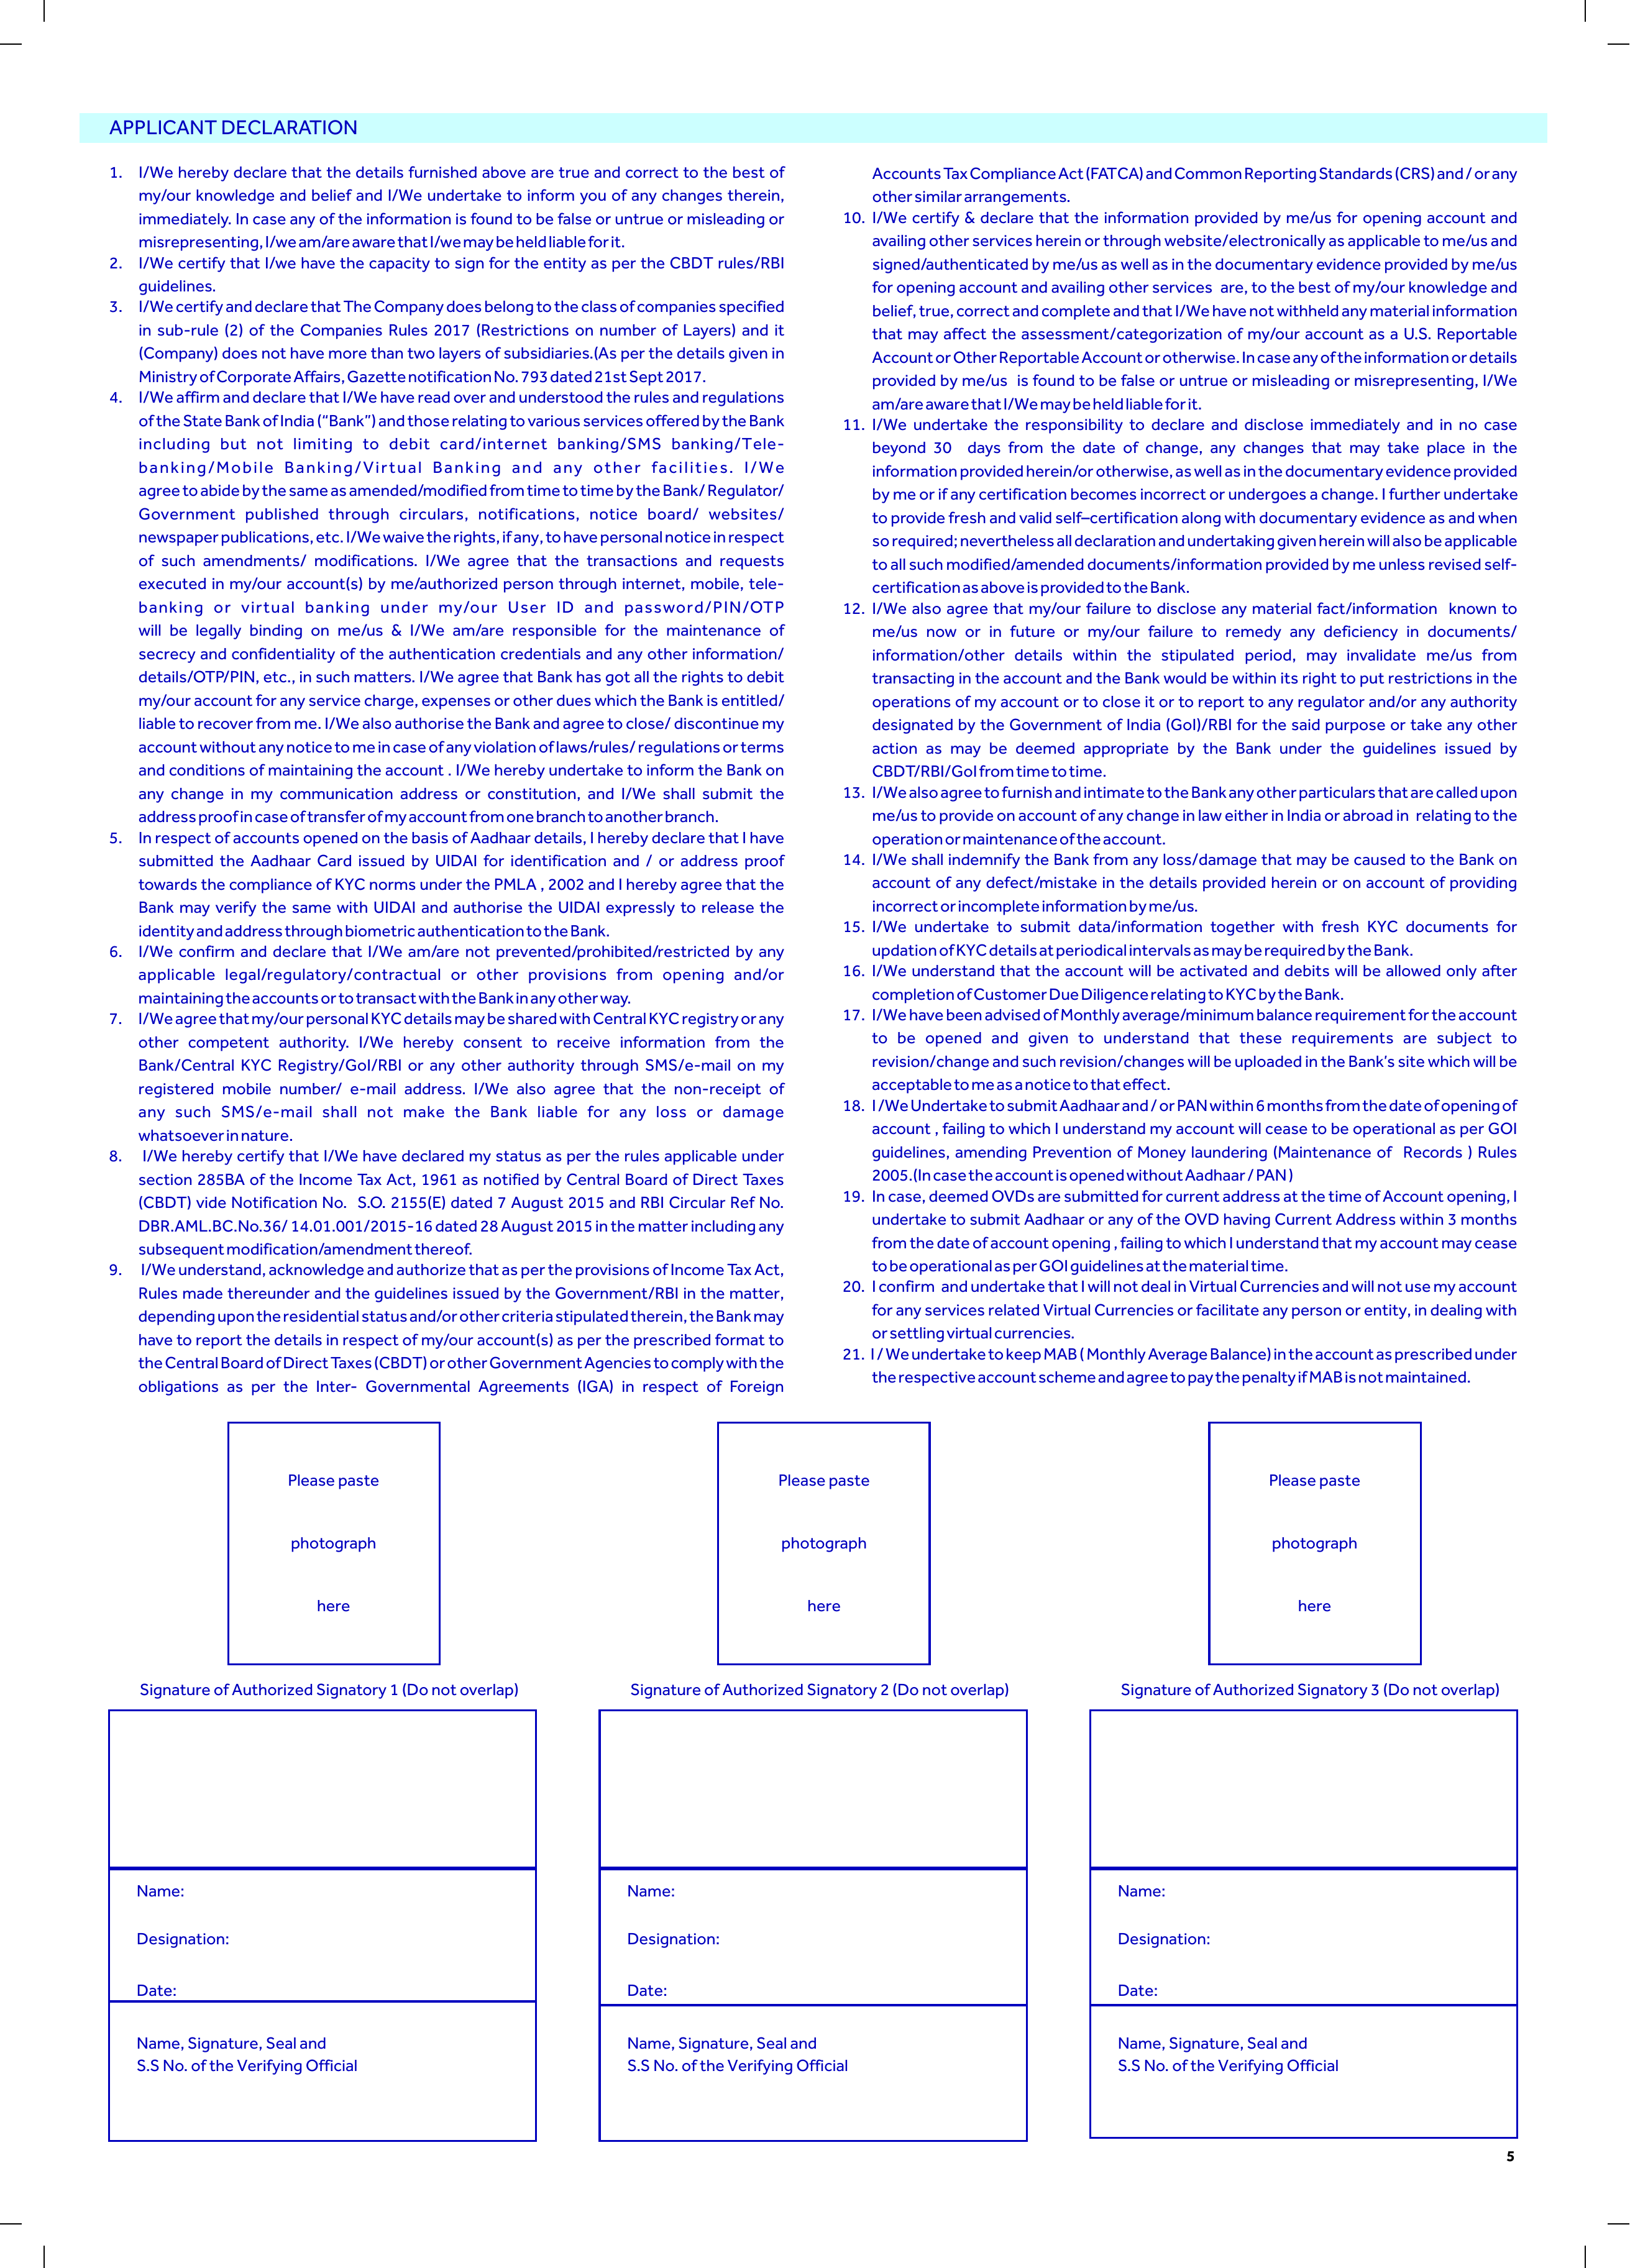 APPLICANT DECLARATION
1. I/We hereby declare that the details furnished above are true and correct to the best of
my/our knowledge and belief and I/We undertake to inform you of any changes therein,
immediately. In case any of the information is found to be false or untrue or misleading or
misrepresenting, I/we am/are aware that I/we may be held liable for it.
2. I/We certify that I/we have the capacity to sign for the entity as per the CBDT rules/RBI
guidelines.
3. I/We certify and declare that The Company does belong to the class of companies specified
in sub-rule (2) of the Companies Rules 2017 (Restrictions on number of Layers) and it
(Company) does not have more than two layers of subsidiaries.(As per the details given in
Ministry of Corporate Affairs, Gazette notification No. 793 dated 21st Sept 2017.
4. I/We affirm and declare that I/We have read over and understood the rules and regulations
of the State Bank of India (“Bank”) and those relating to various services offered by the Bank
including but not limiting to debit card/internet banking/SMS banking/Tele-
banking/Mobile Banking/Virtual Banking and any other facilities. I/We
agree to abide by the same as amended/modified from time to time by the Bank/ Regulator/
Government published through circulars, notifications, notice board/ websites/
newspaper publications, etc. I/We waive the rights, if any, to have personal notice in respect
of such amendments/ modifications. I/We agree that the transactions and requests
executed in my/our account(s) by me/authorized person through internet, mobile, tele-
banking or virtual banking under my/our User ID and password/PIN/OTP
will be legally binding on me/us & I/We am/are responsible for the maintenance of
secrecy and confidentiality of the authentication credentials and any other information/
details/OTP/PIN, etc., in such matters. I/We agree that Bank has got all the rights to debit
my/our account for any service charge, expenses or other dues which the Bank is entitled/
liable to recover from me. I/We also authorise the Bank and agree to close/ discontinue my
account without any notice to me in case of any violation of laws/rules/ regulations or terms
and conditions of maintaining the account . I/We hereby undertake to inform the Bank on
any change in my communication address or constitution, and I/We shall submit the
address proof in case of transfer of my account from one branch to another branch.
5. In respect of accounts opened on the basis of Aadhaar details, I hereby declare that I have
submitted the Aadhaar Card issued by UIDAI for identification and / or address proof
towards the compliance of KYC norms under the PMLA , 2002 and I hereby agree that the
Bank may verify the same with UIDAI and authorise the UIDAI expressly to release the
identity and address through biometric authentication to the Bank.
6. I/We confirm and declare that I/We am/are not prevented/prohibited/restricted by any
applicable legal/regulatory/contractual or other provisions from opening and/or
maintaining the accounts or to transact with the Bank in any other way.
7. I/We agree that my/our personal KYC details may be shared with Central KYC registry or any
other competent authority. I/We hereby consent to receive information from the
Bank/Central KYC Registry/GoI/RBI or any other authority through SMS/e-mail on my
registered mobile number/ e-mail address. I/We also agree that the non-receipt of
any such SMS/e-mail shall not make the Bank liable for any loss or damage
whatsoever in nature.
8. I/We hereby certify that I/We have declared my status as per the rules applicable under
section 285BA of the Income Tax Act, 1961 as notified by Central Board of Direct Taxes
(CBDT) vide Notification No. S.O. 2155(E) dated 7 August 2015 and RBI Circular Ref No.
DBR.AML.BC.No.36/ 14.01.001/2015-16 dated 28 August 2015 in the matter including any
subsequent modification/amendment thereof.
9. I/We understand, acknowledge and authorize that as per the provisions of Income Tax Act,
Rules made thereunder and the guidelines issued by the Government/RBI in the matter,
depending upon the residential status and/or other criteria stipulated therein, the Bank may
have to report the details in respect of my/our account(s) as per the prescribed format to
the Central Board of Direct Taxes (CBDT) or other Government Agencies to comply with the
obligations as per the Inter- Governmental Agreements (IGA) in respect of Foreign
Accounts Tax Compliance Act (FATCA) and Common Reporting Standards (CRS) and / or any
other similar arrangements.
10. I/We certify & declare that the information provided by me/us for opening account and
availing other services herein or through website/electronically as applicable to me/us and
signed/authenticated by me/us as well as in the documentary evidence provided by me/us
for opening account and availing other services are, to the best of my/our knowledge and
belief, true, correct and complete and that I/We have not withheld any material information
that may affect the assessment/categorization of my/our account as a U.S. Reportable
Account or Other Reportable Account or otherwise. In case any of the information or details
provided by me/us is found to be false or untrue or misleading or misrepresenting, I/We
am/are aware that I/We may be held liable for it.
11. I/We undertake the responsibility to declare and disclose immediately and in no case
beyond 30 days from the date of change, any changes that may take place in the
information provided herein/or otherwise, as well as in the documentary evidence provided
by me or if any certification becomes incorrect or undergoes a change. I further undertake
to provide fresh and valid self–certification along with documentary evidence as and when
so required; nevertheless all declaration and undertaking given herein will also be applicable
to all such modified/amended documents/information provided by me unless revised self-
certification as above is provided to the Bank.
12. I/We also agree that my/our failure to disclose any material fact/information known to
me/us now or in future or my/our failure to remedy any deficiency in documents/
information/other details within the stipulated period, may invalidate me/us from
transacting in the account and the Bank would be within its right to put restrictions in the
operations of my account or to close it or to report to any regulator and/or any authority
designated by the Government of India (GoI)/RBI for the said purpose or take any other
action as may be deemed appropriate by the Bank under the guidelines issued by
CBDT/RBI/GoI from time to time.
13. I/We also agree to furnish and intimate to the Bank any other particulars that are called upon
me/us to provide on account of any change in law either in India or abroad in relating to the
operation or maintenance of the account.
14. I/We shall indemnify the Bank from any loss/damage that may be caused to the Bank on
account of any defect/mistake in the details provided herein or on account of providing
incorrect or incomplete information by me/us.
15. I/We undertake to submit data/information together with fresh KYC documents for
updation of KYC details at periodical intervals as may be required by the Bank.
16. I/We understand that the account will be activated and debits will be allowed only after
completion of Customer Due Diligence relating to KYC by the Bank.
17. I/We have been advised of Monthly average/minimum balance requirement for the account
to be opened and given to understand that these requirements are subject to
revision/change and such revision/changes will be uploaded in the Bank’s site which will be
acceptable to me as a notice to that effect.
18. I /We Undertake to submit Aadhaar and / or PAN within 6 months from the date of opening of
account , failing to which I understand my account will cease to be operational as per GOI
guidelines, amending Prevention of Money laundering (Maintenance of Records ) Rules
2005.(In case the account is opened without Aadhaar / PAN )
19. In case, deemed OVDs are submitted for current address at the time of Account opening, I
undertake to submit Aadhaar or any of the OVD having Current Address within 3 months
from the date of account opening , failing to which I understand that my account may cease
to be operational as per GOI guidelines at the material time.
20. I confirm and undertake that I will not deal in Virtual Currencies and will not use my account
for any services related Virtual Currencies or facilitate any person or entity, in dealing with
or settling virtual currencies.
21. I / We undertake to keep MAB ( Monthly Average Balance) in the account as prescribed under
the respective account scheme and agree to pay the penalty if MAB is not maintained.
Please paste
photograph
here
Please paste
photograph
here
Please paste
photograph
here
Signature of Authorized Signatory 1 (Do not overlap)
Signature of Authorized Signatory 2 (Do not overlap)
Signature of Authorized Signatory 3 (Do not overlap)
Name:
Designation:
Date:
Name, Signature, Seal and
S.S No. of the Verifying Official
Name:
Designation:
Date:
Name, Signature, Seal and
S.S No. of the Verifying Official
Name:
Designation:
Date:
Name, Signature, Seal and
S.S No. of the Verifying Official
5